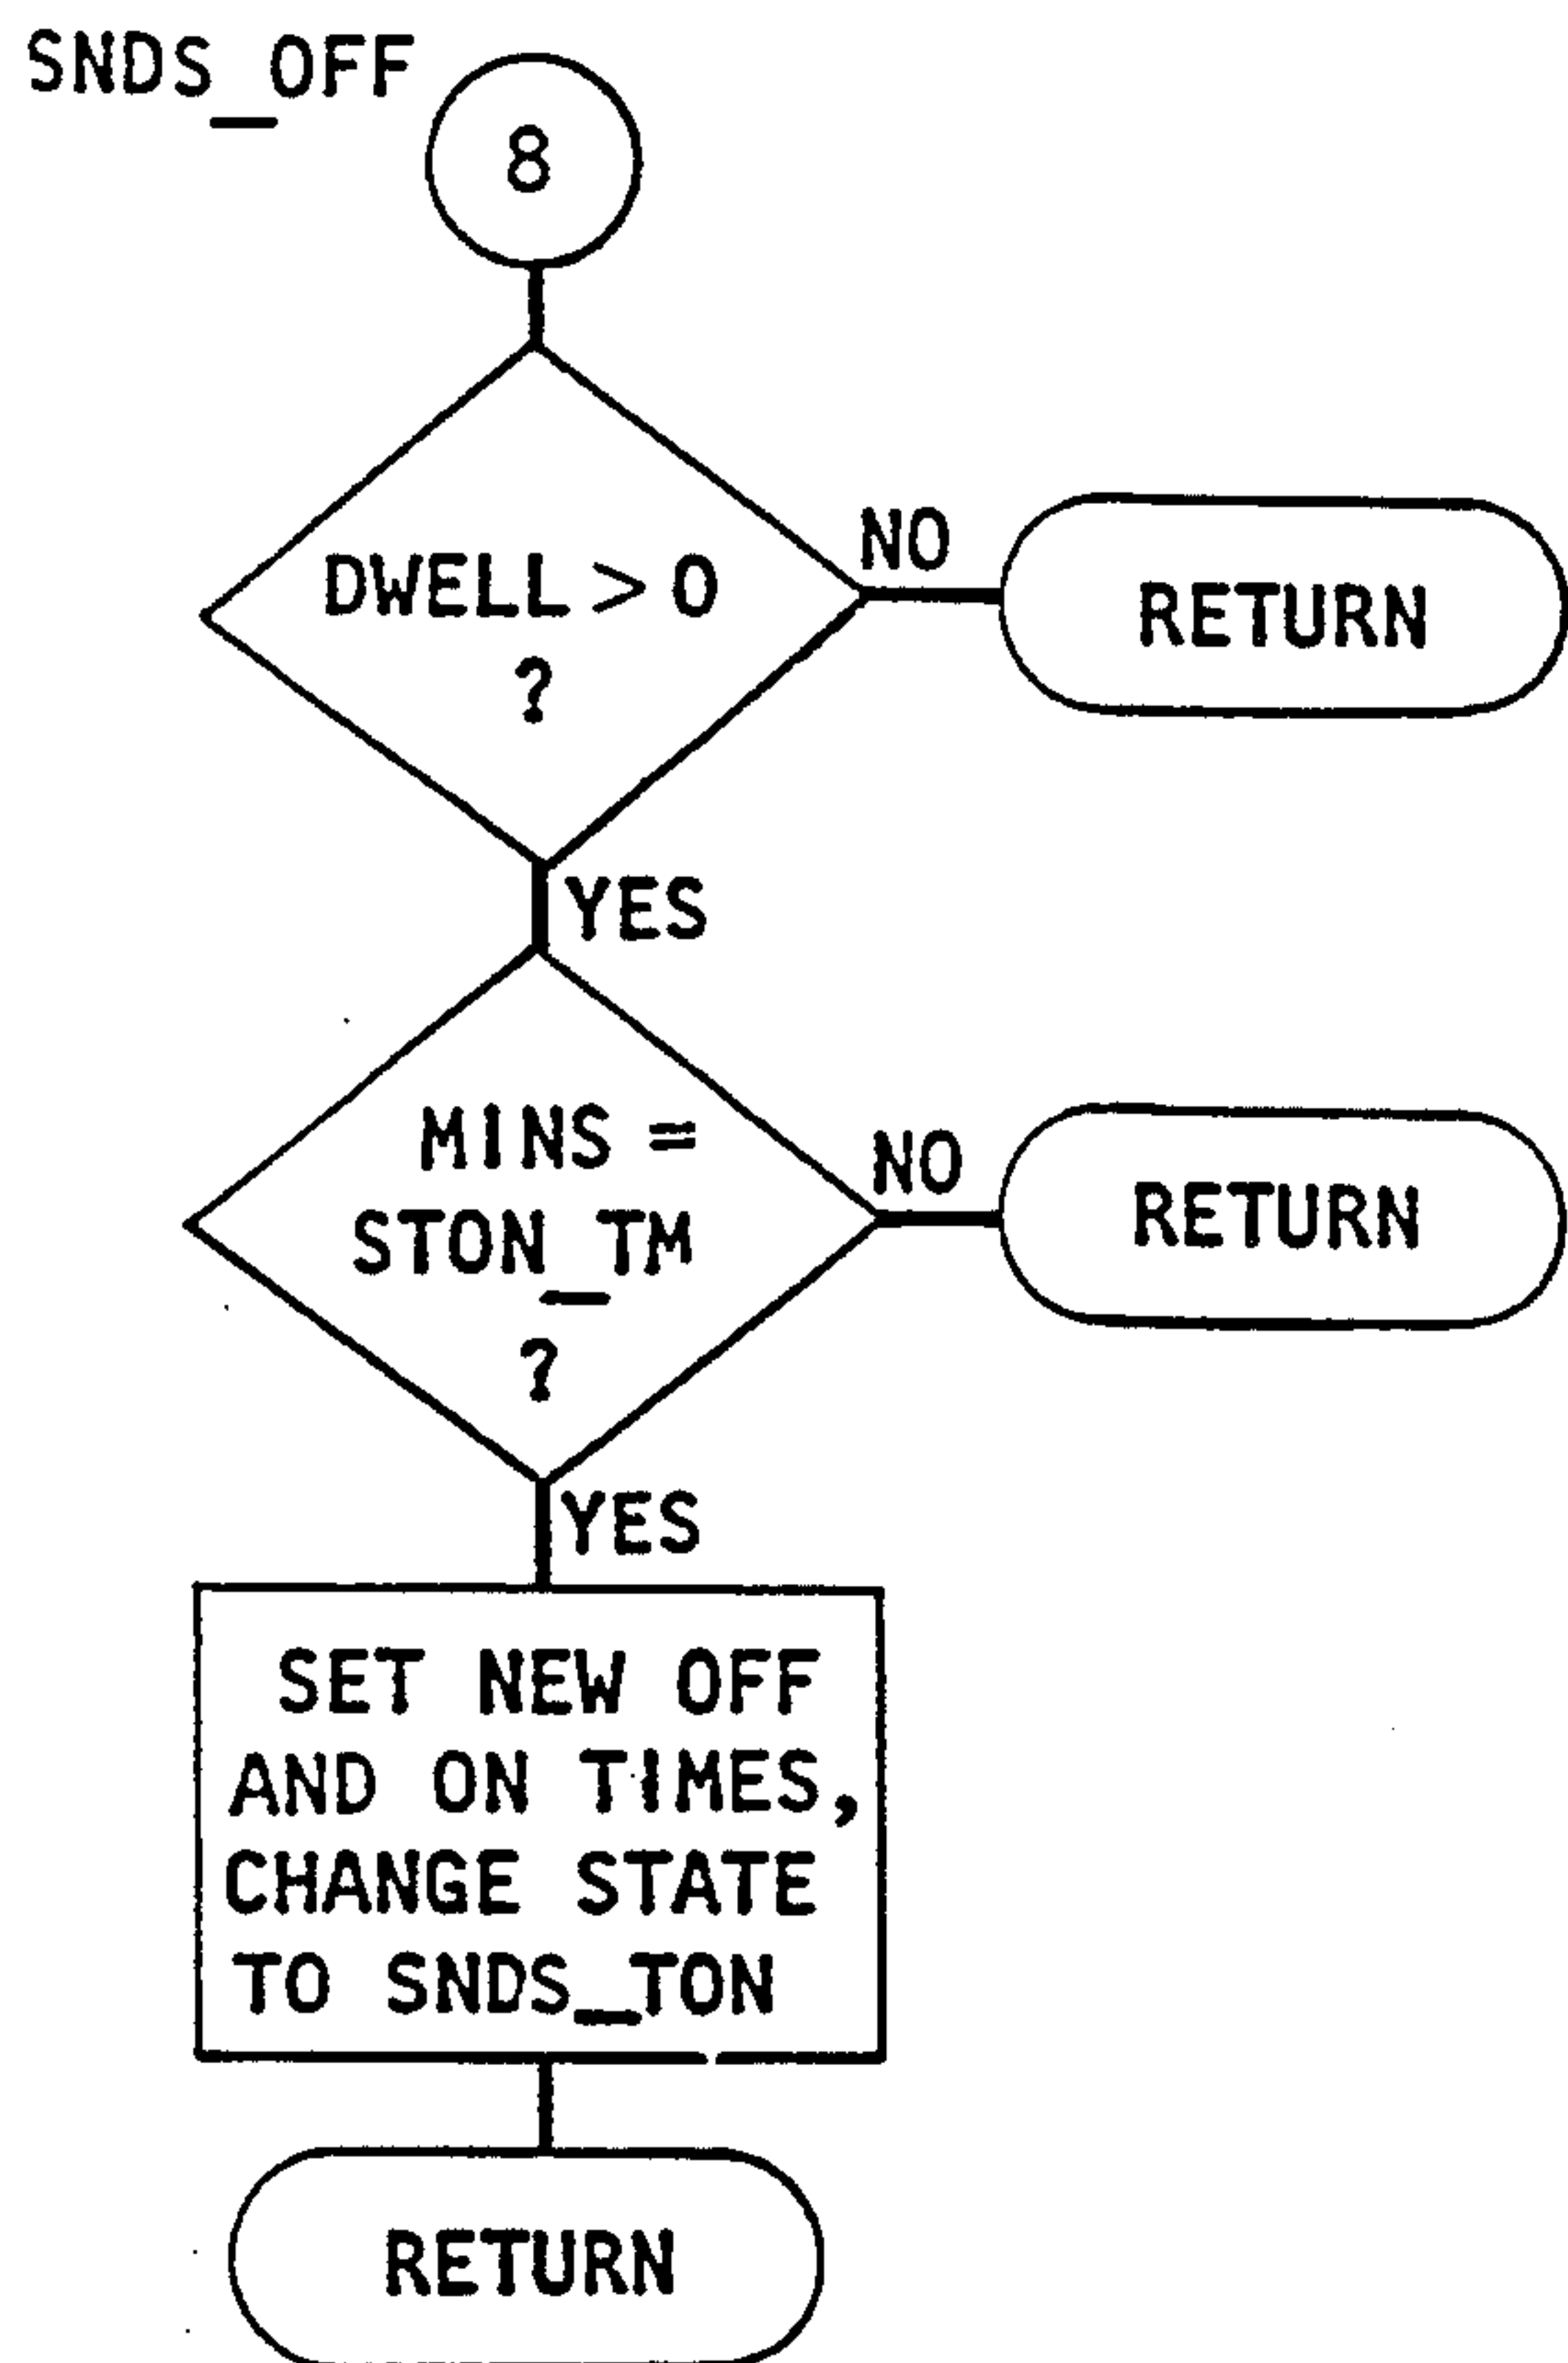 SNDS_OFF
8
DWELL > 0
?
NO
RETURN
YES
MINS =
STON_TM
?
NO
RETURN
YES
SET NEW OFF
AND ON TIMES,
CHANGE STATE
TO SNDS_TON
RETURN